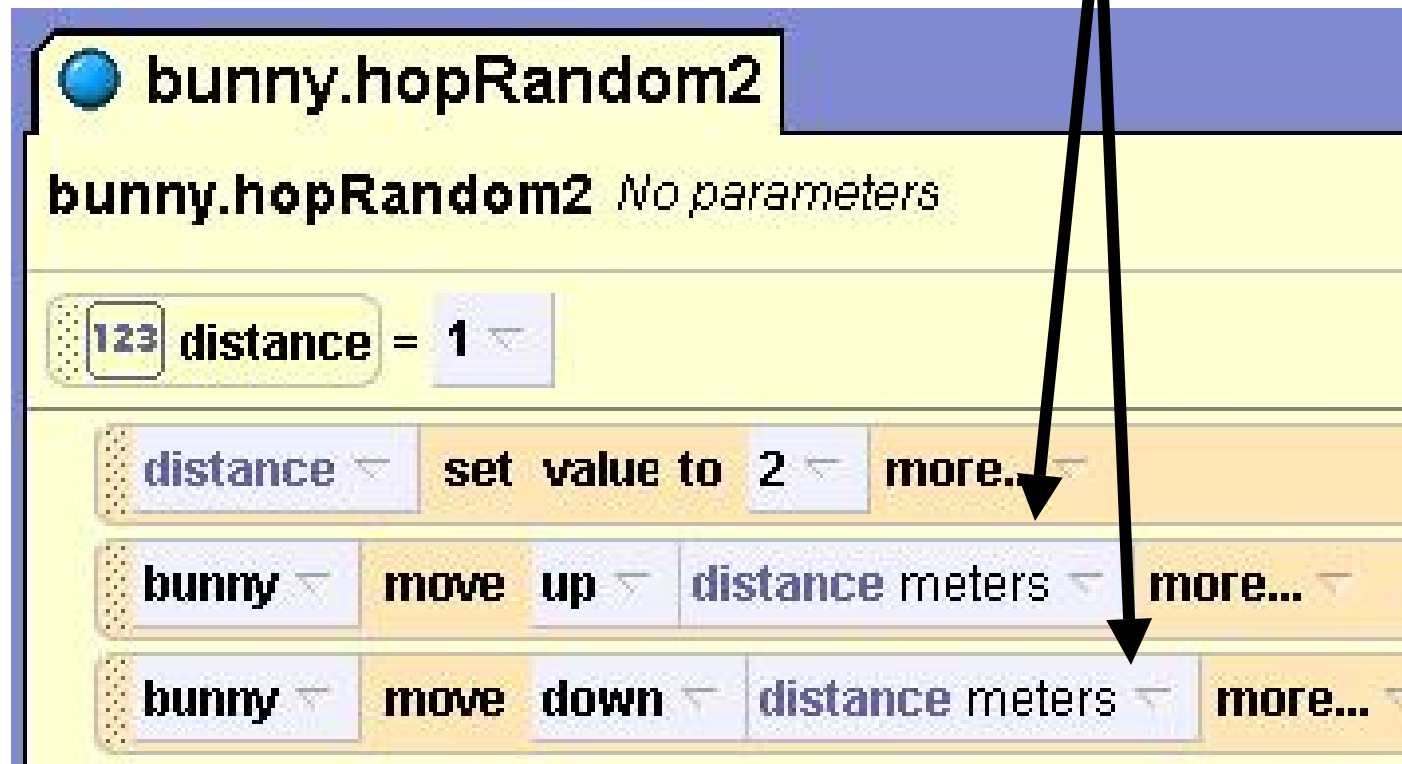 bunny.hopRandom2
bunny.hopRandom2 No parameters
123 distance = 1
distance set value to 2 more...
bunny move up distance meters more...
bunny move down distance meters more...